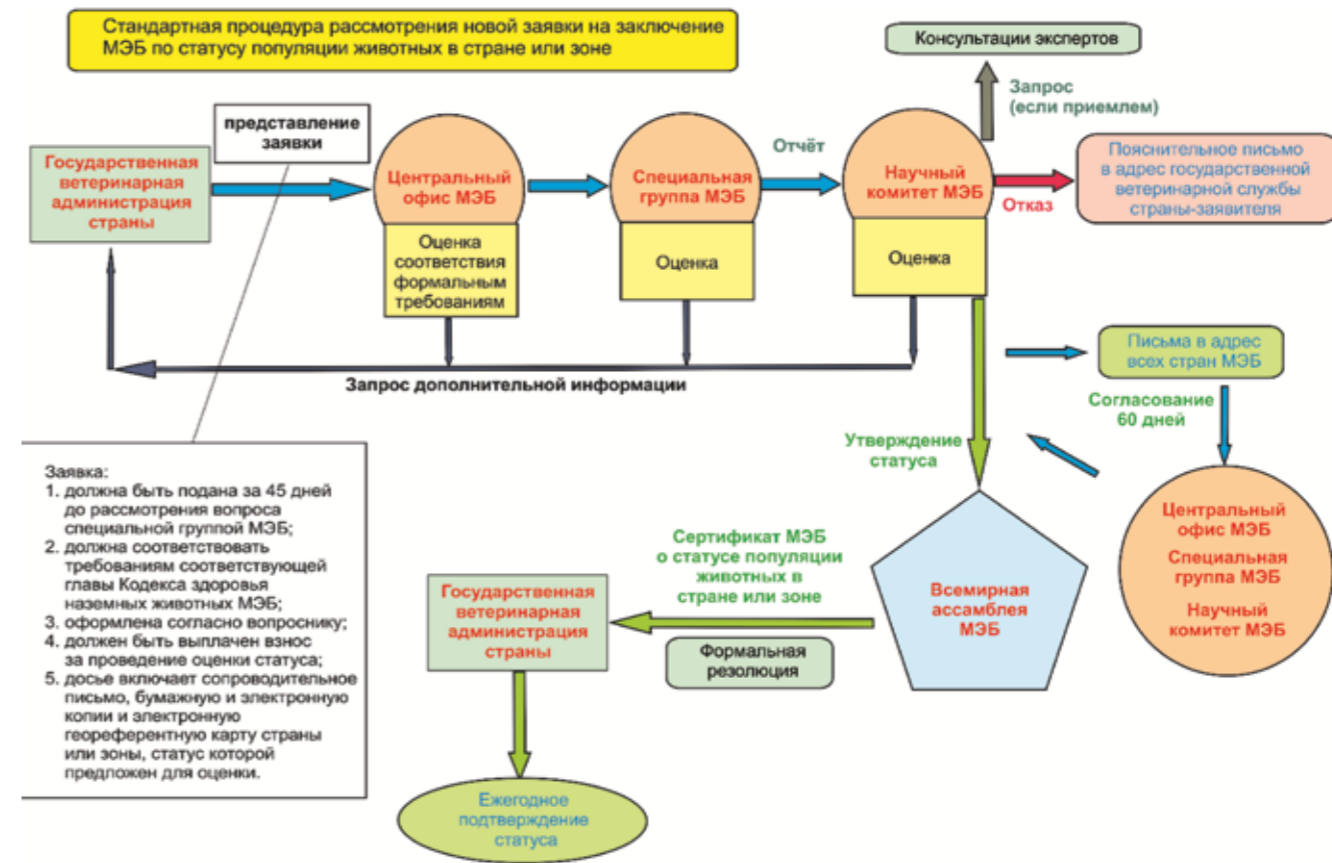 Стандартная процедура рассмотрения новой заявки на заключение
МЭБ по статусу популяции животных в стране или зоне
Консультации экспертов
Запрос
(если приемлем)
представление
заявки
Государственная
ветеринарная
администрация
страны
Центральный
офис МЭБ
Оценка
соответствия
формальным
требованиям
Специальная
группа МЭБ
Оценка
Отчёт
Научный
комитет МЭБ
Оценка
Отказ
Пояснительное письмо
в адрес государственной
ветеринарной службы
страны-заявителя
Запрос дополнительной информации
Письма в адрес
всех стран МЭБ
Согласование
60 дней
Утверждение
статуса
Центральный
офис МЭБ
Специальная
группа МЭБ
Научный
комитет МЭБ
Всемирная
ассамблея
МЭБ
Сертификат МЭБ
о статусе популяции
животных в
стране или зоне
Формальная
резолюция
Государственная
ветеринарная
администрация
страны
Ежегодное
подтверждение
статуса
Заявка:
1. должна быть подана за 45 дней
до рассмотрения вопроса
специальной группой МЭБ;
2. должна соответствовать
требованиям соответствующей
главы Кодекса здоровья
наземных животных МЭБ;
3. оформлена согласно вопроснику;
4. должен быть выплачен взнос
за проведение оценки статуса;
5. досье включает сопроводительное
письмо, бумажную и электронную
копии и электронную
геореферентную карту страны
или зоны, статус которой
предложен для оценки.